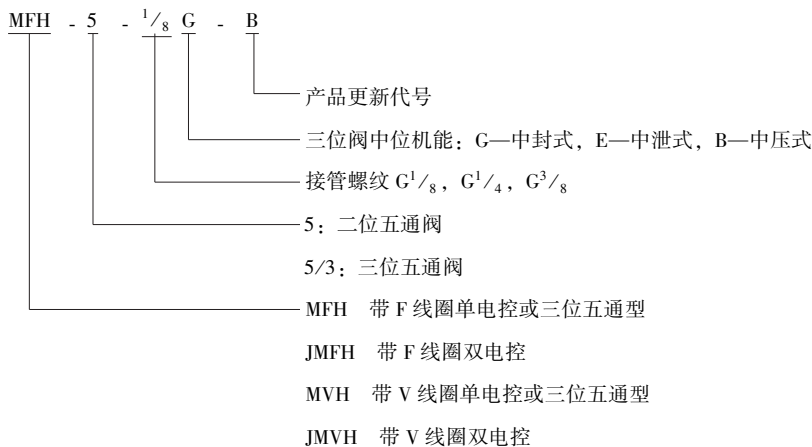 MFH - 5 - 1/8 G - B
产品更新代号
三位阀中位机能：G—中封式，E—中泄式，B—中压式
接管螺纹 G1/8，G1/4，G3/8
5：二位五通阀
5/3：三位五通阀
MFH 带 F 线圈单电控或三位五通型
JMFH 带 F 线圈双电控
MVH 带 V 线圈单电控或三位五通型
JMVH 带 V 线圈双电控